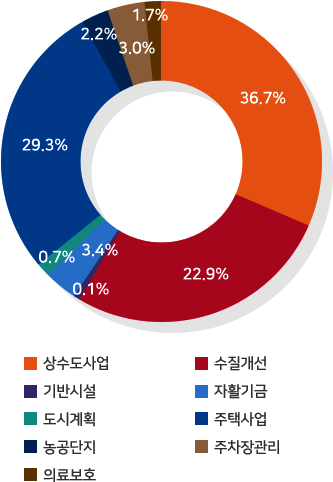 1.7%
2.2%
3.0%
36.7%
29.3%
0.7%
3.4%
22.9%
0.1%
상수도사업
수질개선
기반시설
자활기금
도시계획
주택사업
농공단지
주차장관리
의료보호